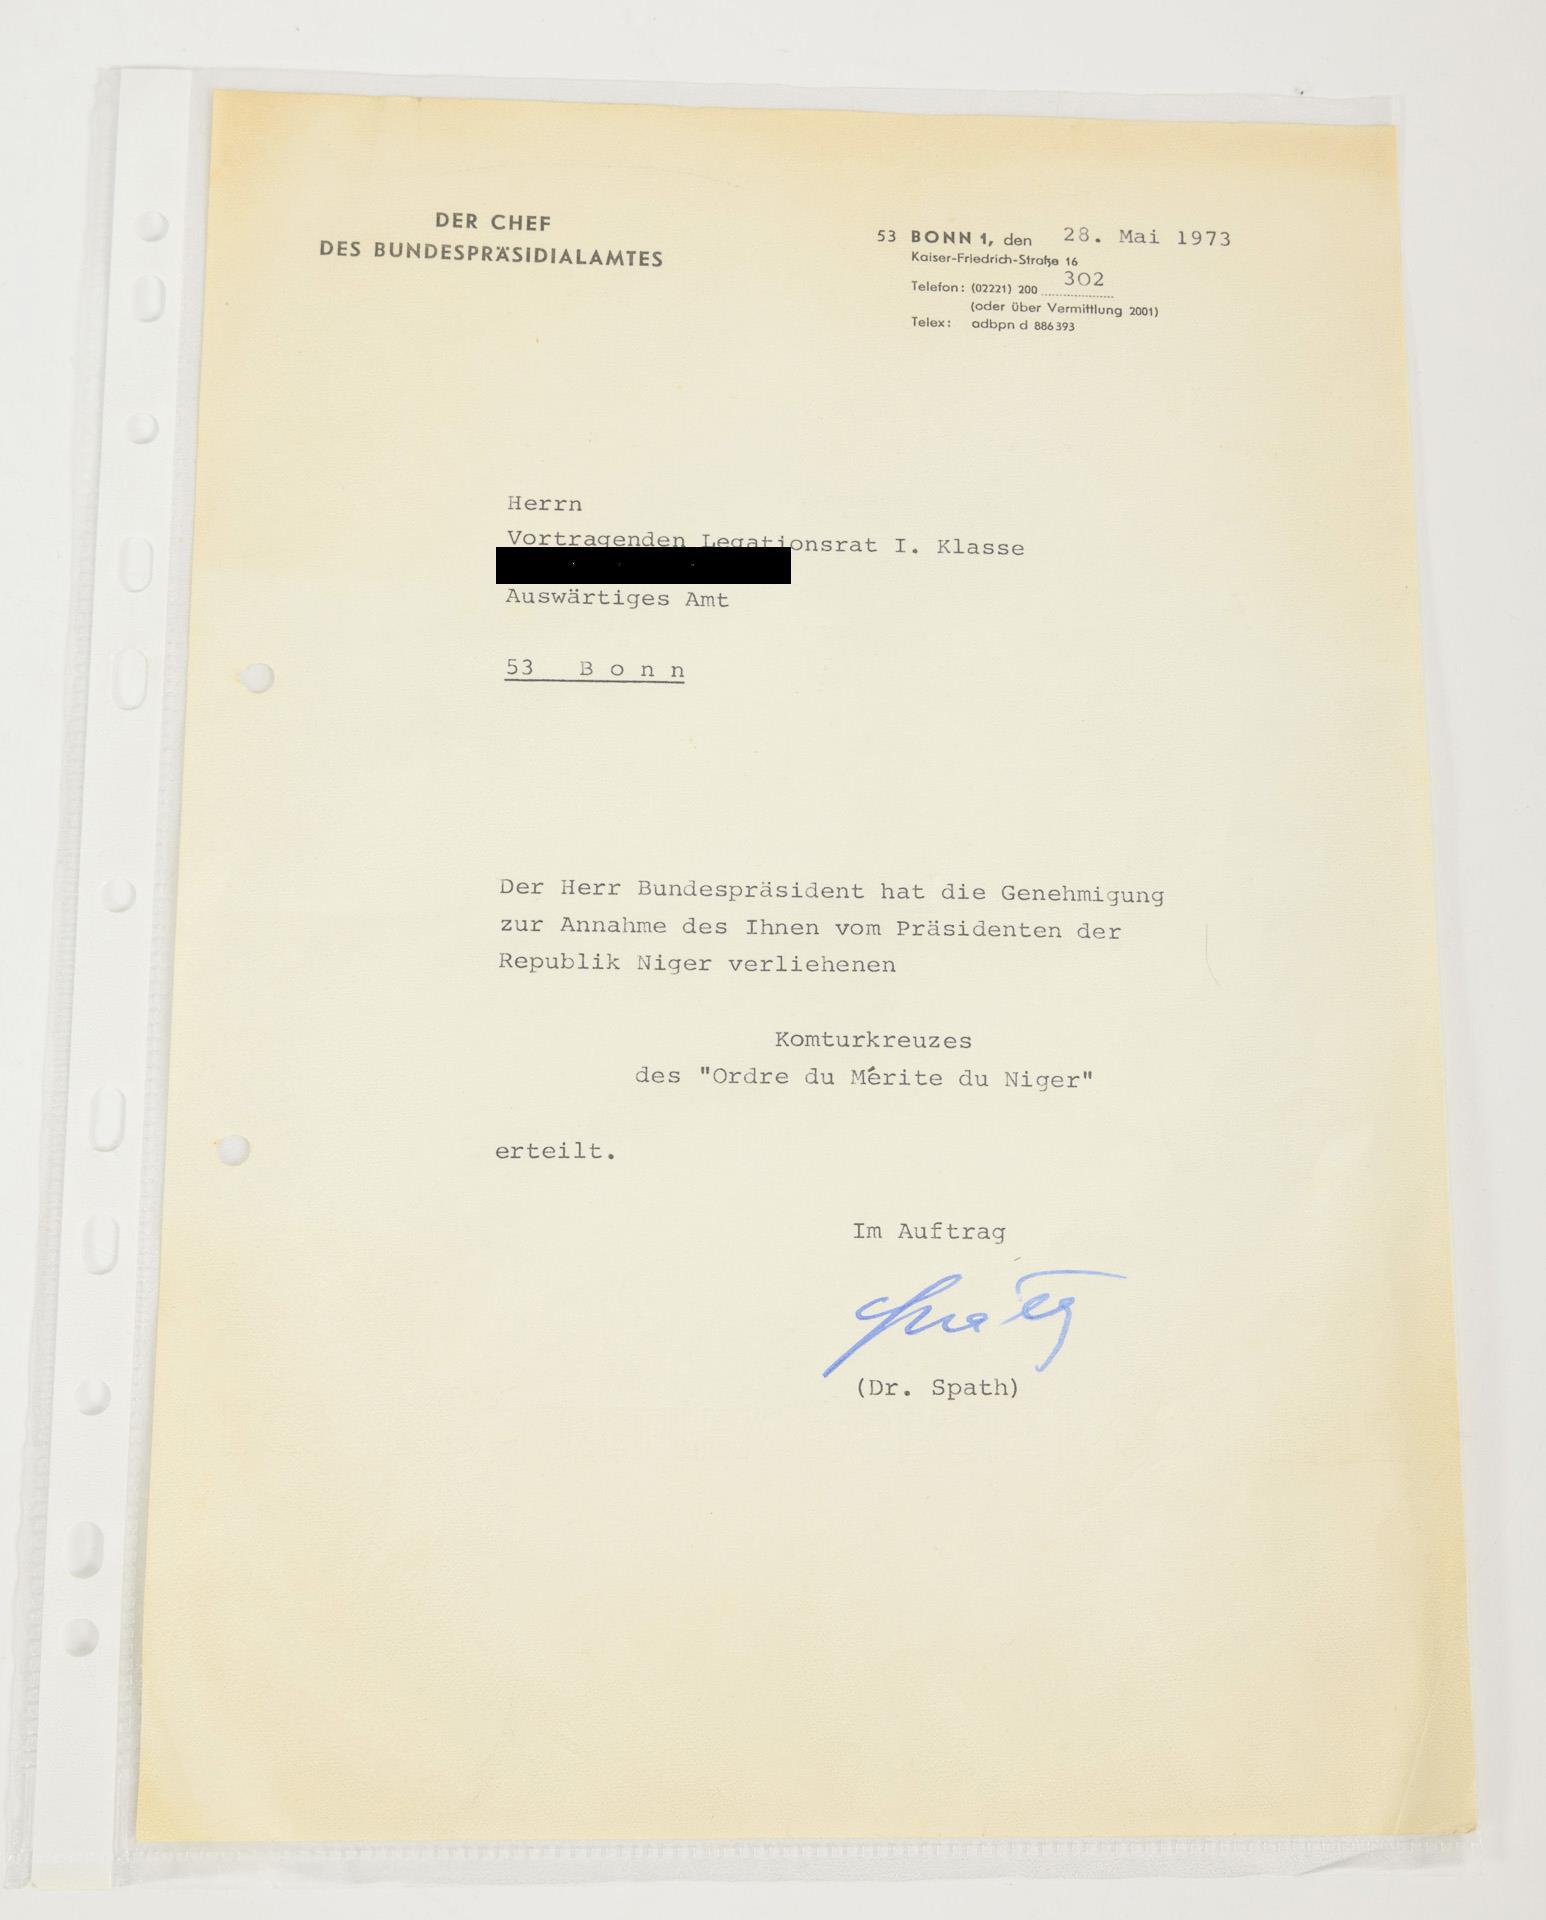 DER CHEF
DES BUNDESPRÄSIDIALAMTES
53 BONN 1, den 28. Mai 1973
Kaiser-Friedrich-Straße 16
Telefon: (02221) 200 302
(oder über Vermittlung 2001)
Telex: adbpn d 886393
Herrn
Vortragenden Legationsrat I. Klasse
Auswärtiges Amt
53 B o n n
Der Herr Bundespräsident hat die Genehmigung
zur Annahme des Ihnen vom Präsidenten der
Republik Niger verliehenen
Komturkreuzes
des "Ordre du Mérite du Niger"
erteilt.
Im Auftrag
(Dr. Spath)